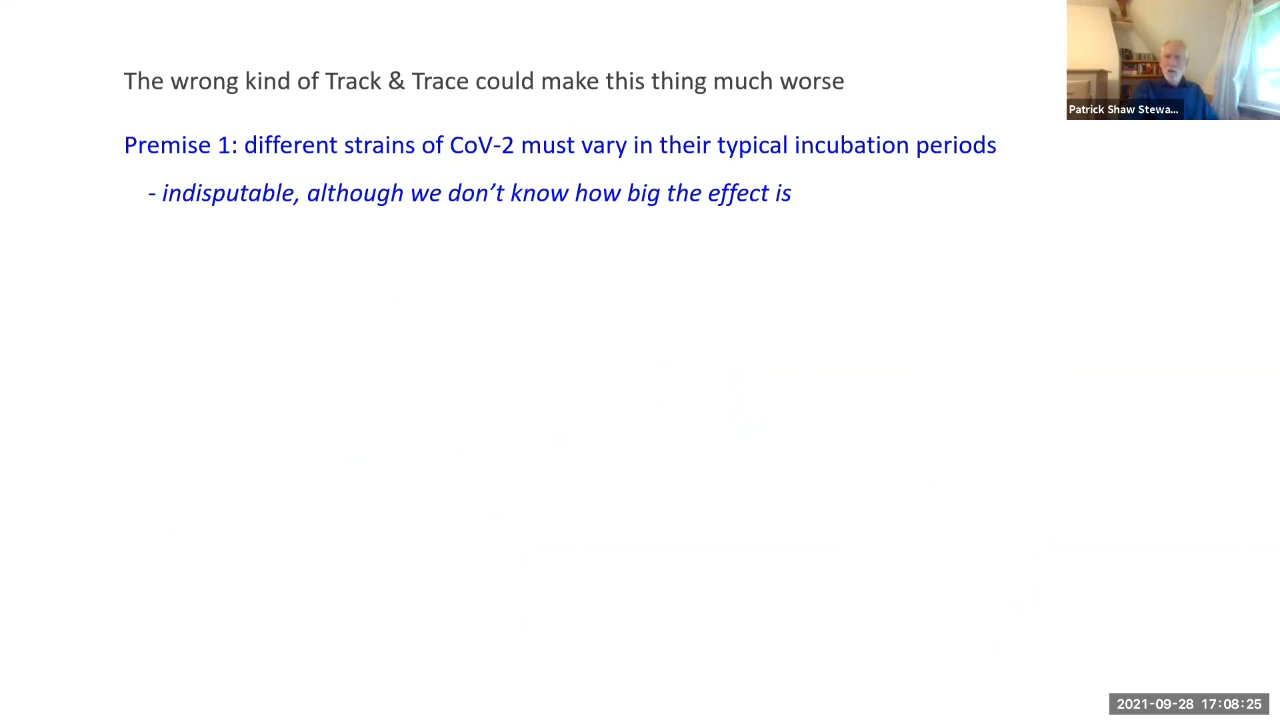 The wrong kind of Track & Trace could make this thing much worse
Patrick Shaw Stewa...
Premise 1: different strains of CoV-2 must vary in their typical incubation periods
- indisputable, although we don’t know how big the effect is
2021-09-28 17:08:25